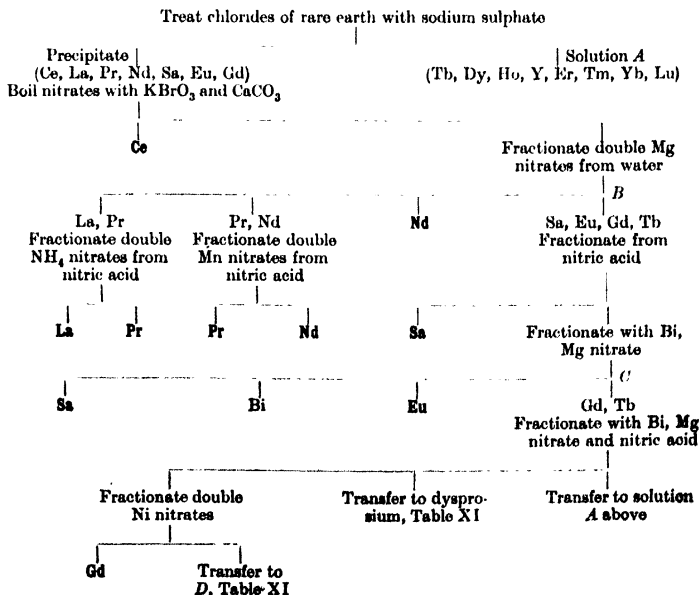 Treat chlorides of rare earth with sodium sulphate
Precipitate
(Ce, La, Pr, Nd, Sa, Eu, Gd)
Boil nitrates with KBrO3 and CaCO3
Solution A
(Tb, Dy, Ho, Y, Er, Tm, Yb, Lu)
Ce
Fractionate double Mg
nitrates from water
B
La, Pr
Fractionate double
NH4 nitrates from
nitric acid
Pr, Nd
Fractionate double
Mn nitrates from
nitric acid
Nd
Sa, Eu, Gd, Tb
Fractionate from
nitric acid
La
Pr
Pr
Nd
Sa
Fractionate with Bi,
Mg nitrate
C
Sa
Bi
Eu
Gd, Tb
Fractionate with Bi, Mg
nitrate and nitric acid
Fractionate double
Ni nitrates
Transfer to dyspro-
sium, Table XI
Transfer to solution
A above
Gd
Transfer to
D, Table XI